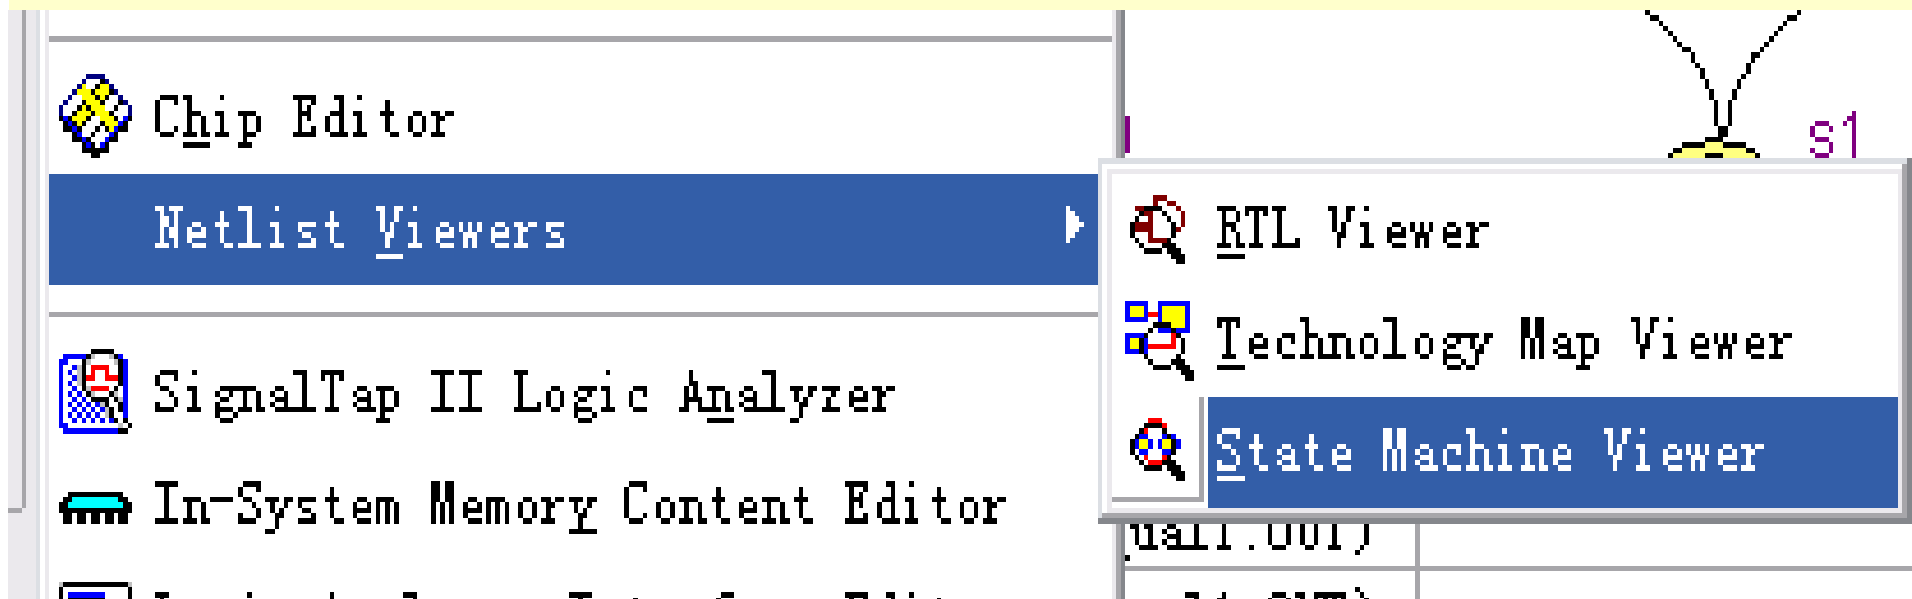 Chip Editor
s1
Netlist Viewers
RTL Viewer
Technology Map Viewer
SignalTap II Logic Analyzer
State Machine Viewer
In-System Memory Content Editor